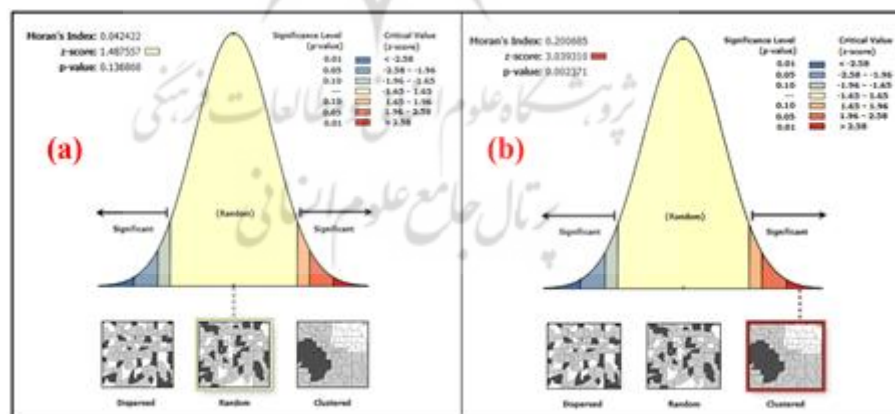 Moran's Index: 0.042422
z-score: 1.487557
p-value: 0.136868
Significance Level
(p-value)
0.01
0.05
0.10
---
0.10
0.05
0.01
Critical Value
(z-score)
< -2.58
-2.58 - -1.96
-1.96 - -1.65
-1.65 - 1.65
1.65 - 1.96
1.96 - 2.58
> 2.58
(a)
(Random)
Significant
Significant
Dispersed
Random
Clustered
Moran's Index: 0.200685
z-score: 3.039310
p-value: 0.002371
Significance Level
(p-value)
0.01
0.05
0.10
---
0.10
0.05
0.01
Critical Value
(z-score)
< -2.58
-2.58 - -1.96
-1.96 - -1.65
-1.65 - 1.65
1.65 - 1.96
1.96 - 2.58
> 2.58
(b)
(Random)
Significant
Significant
Dispersed
Random
Clustered
پژوهشگاه علوم انسانی و مطالعات فرهنگی
پرتال جامع علوم انسانی